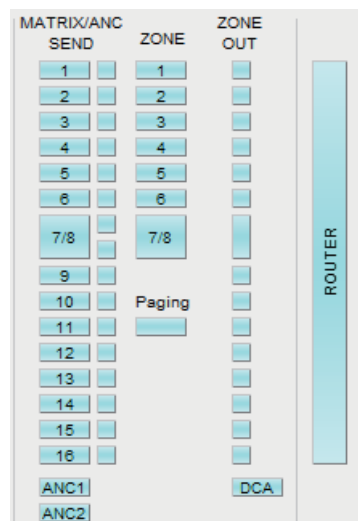 MATRIX/ANC
SEND
ZONE
ZONE
OUT
1 1
2 2
3 3
4 4
5 5
6 6
7/8 7/8
9
10 Paging
11
12
13
14
15
16
ANC1 DCA
ANC2
ROUTER